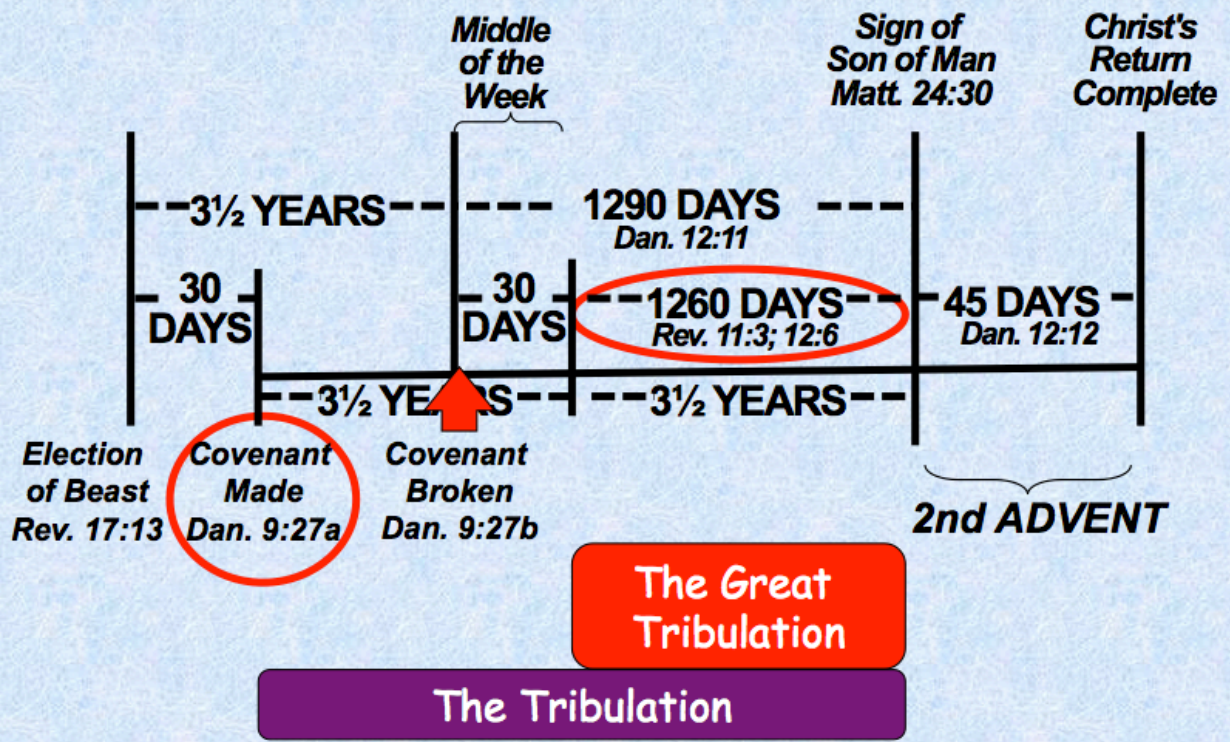 Middle
of the
Week
Sign of
Son of Man
Matt. 24:30
Christ's
Return
Complete
3½ YEARS
1290 DAYS
Dan. 12:11
30
DAYS
30
DAYS
1260 DAYS
Rev. 11:3; 12:6
45 DAYS
Dan. 12:12
3½ YEARS
3½ YEARS
Election
of Beast
Rev. 17:13
Covenant
Made
Dan. 9:27a
Covenant
Broken
Dan. 9:27b
2nd ADVENT
The Great
Tribulation
The Tribulation